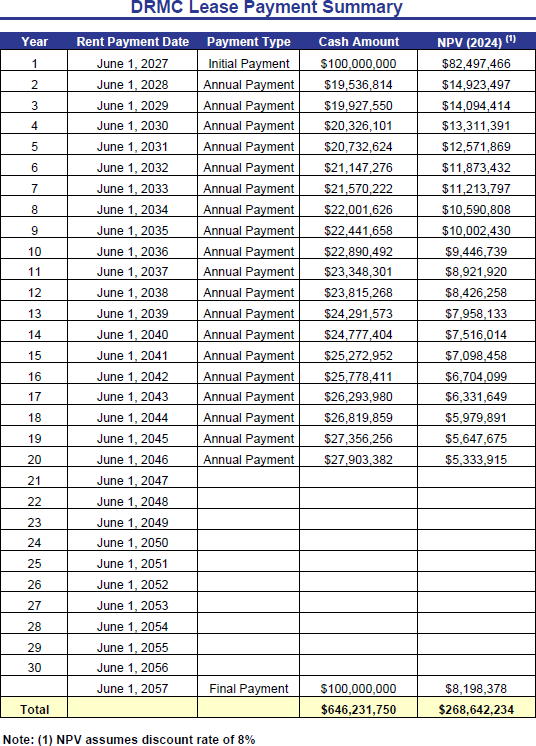 DRMC Lease Payment Summary
Year Rent Payment Date Payment Type Cash Amount NPV (2024) (1)
1 June 1, 2027 Initial Payment $100,000,000 $82,497,466
2 June 1, 2028 Annual Payment $19,536,814 $14,923,497
3 June 1, 2029 Annual Payment $19,927,550 $14,094,414
4 June 1, 2030 Annual Payment $20,326,101 $13,311,391
5 June 1, 2031 Annual Payment $20,732,624 $12,571,869
6 June 1, 2032 Annual Payment $21,147,276 $11,873,432
7 June 1, 2033 Annual Payment $21,570,222 $11,213,797
8 June 1, 2034 Annual Payment $22,001,626 $10,590,808
9 June 1, 2035 Annual Payment $22,441,658 $10,002,430
10 June 1, 2036 Annual Payment $22,890,492 $9,446,739
11 June 1, 2037 Annual Payment $23,348,301 $8,921,920
12 June 1, 2038 Annual Payment $23,815,268 $8,426,258
13 June 1, 2039 Annual Payment $24,291,573 $7,958,133
14 June 1, 2040 Annual Payment $24,777,404 $7,516,014
15 June 1, 2041 Annual Payment $25,272,952 $7,098,458
16 June 1, 2042 Annual Payment $25,778,411 $6,704,099
17 June 1, 2043 Annual Payment $26,293,980 $6,331,649
18 June 1, 2044 Annual Payment $26,819,859 $5,979,891
19 June 1, 2045 Annual Payment $27,356,256 $5,647,675
20 June 1, 2046 Annual Payment $27,903,382 $5,333,915
21 June 1, 2047
22 June 1, 2048
23 June 1, 2049
24 June 1, 2050
25 June 1, 2051
26 June 1, 2052
27 June 1, 2053
28 June 1, 2054
29 June 1, 2055
30 June 1, 2056
June 1, 2057 Final Payment $100,000,000 $8,198,378
Total $646,231,750 $268,642,234
Note: (1) NPV assumes discount rate of 8%